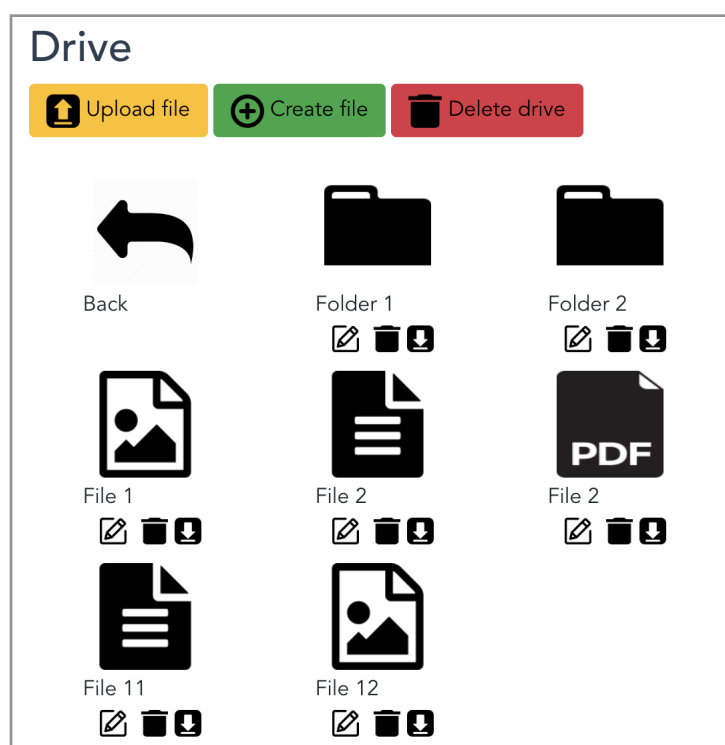 Drive
Upload file
Create file
Delete drive
Back
Folder 1
Folder 2
File 1
File 2
PDF
File 2
File 11
File 12